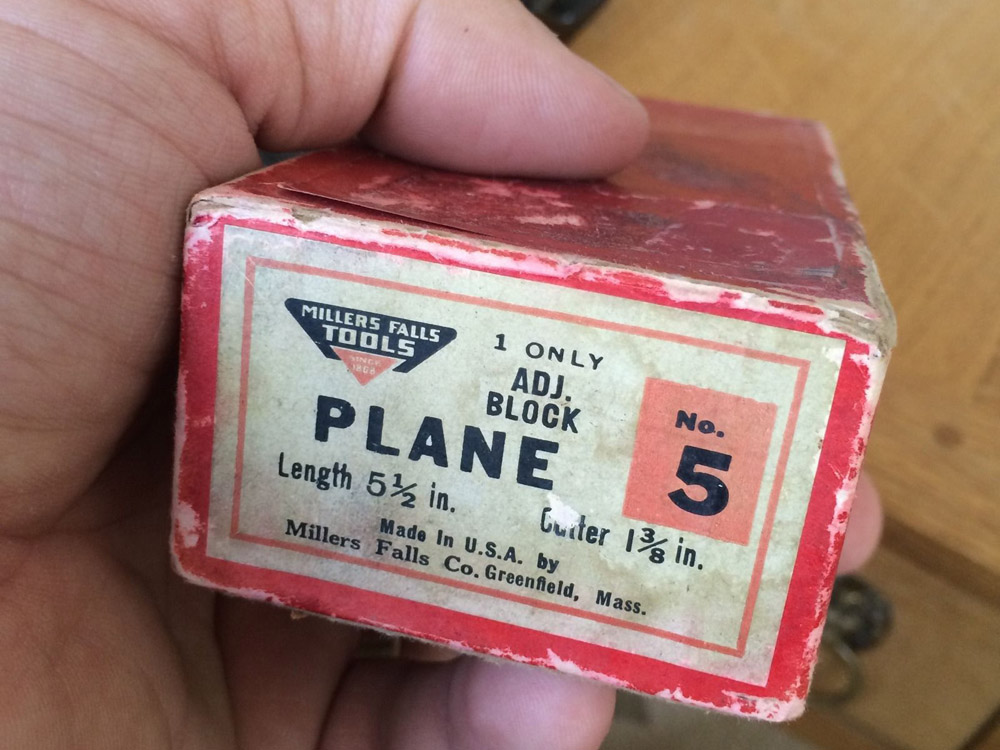 MILLERS FALLS
TOOLS
SINCE
1868
1 ONLY
ADJ.
BLOCK
PLANE
No.
5
Length 5½ in.
Cutter 1⅜ in.
Made In U.S.A. by
Millers Falls Co. Greenfield, Mass.